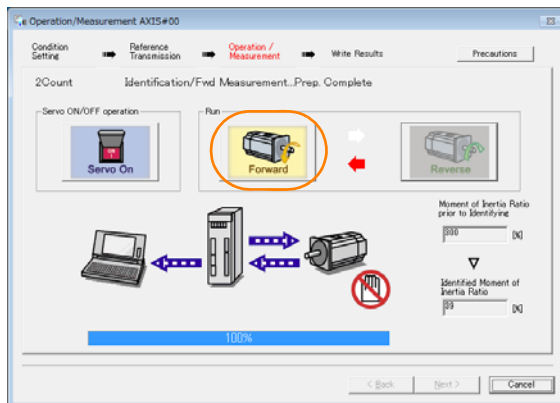 Operation/Measurement AXIS#00
Condition Setting
Reference Transmission
Operation / Measurement
Write Results
Precautions
2Count
Identification/Fwd Measurement...Prep. Complete
Servo ON/OFF operation
Run
Servo On
Forward
Reverse
Moment of Inertia Ratio
prior to Identifying
300 [%]
Identified Moment of
Inertia Ratio
99 [%]
100%
< Back
Next >
Cancel